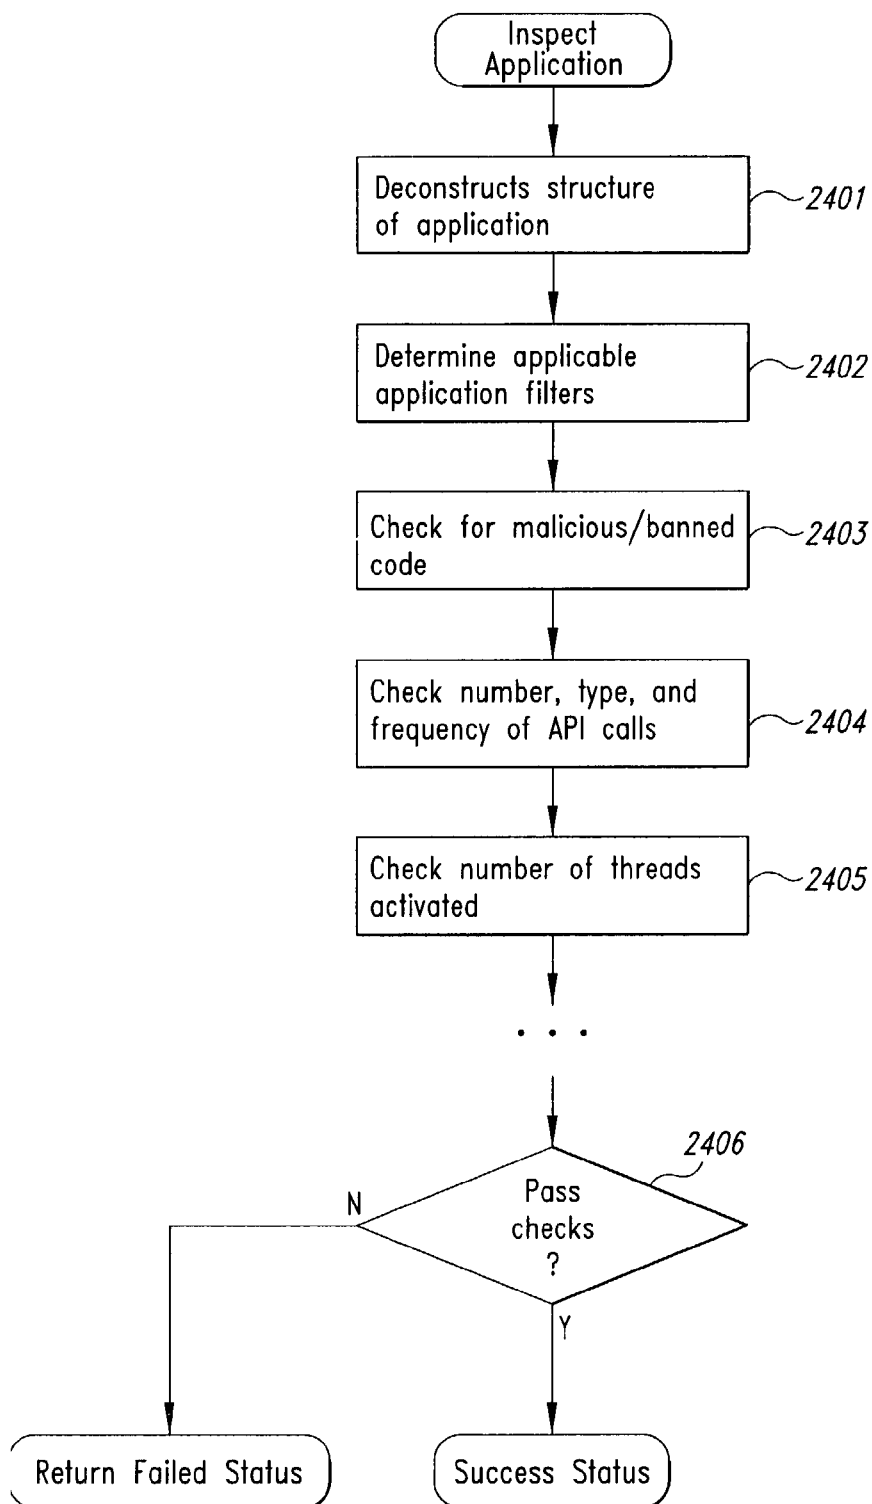 Inspect
Application
Deconstructs structure
of application
2401
Determine applicable
application filters
2402
Check for malicious/banned
code
2403
Check number, type, and
frequency of API calls
2404
Check number of threads
activated
2405
. . .
2406
Pass
checks
?
N
Y
Return Failed Status
Success Status